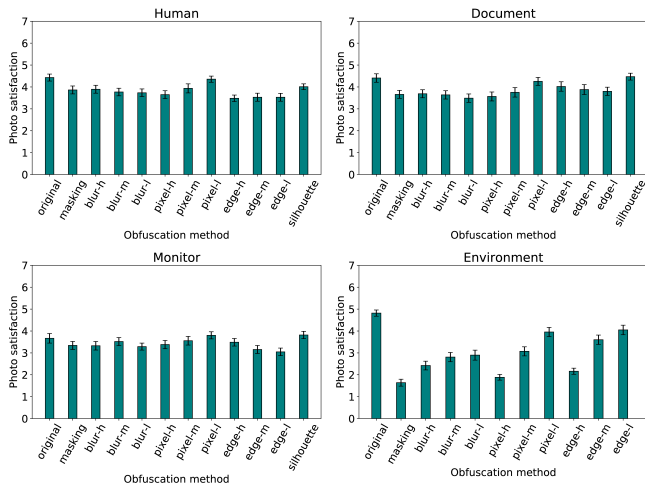 Human
Photo satisfaction
7
6
5
4
3
2
1
0
original
masking
blur-h
blur-m
blur-l
pixel-h
pixel-m
pixel-l
edge-h
edge-m
edge-l
silhouette
Obfuscation method
Document
Photo satisfaction
7
6
5
4
3
2
1
0
original
masking
blur-h
blur-m
blur-l
pixel-h
pixel-m
pixel-l
edge-h
edge-m
edge-l
silhouette
Obfuscation method
Monitor
Photo satisfaction
7
6
5
4
3
2
1
0
original
masking
blur-h
blur-m
blur-l
pixel-h
pixel-m
pixel-l
edge-h
edge-m
edge-l
silhouette
Obfuscation method
Environment
Photo satisfaction
7
6
5
4
3
2
1
0
original
masking
blur-h
blur-m
blur-l
pixel-h
pixel-m
pixel-l
edge-h
edge-m
edge-l
Obfuscation method